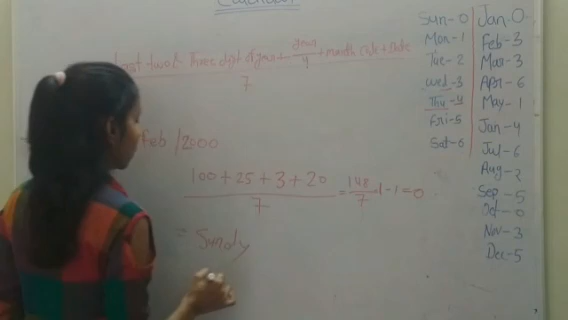 Calendar
Last two or Three digit of year + year/4 + month code + Date
7
Feb /2000
100+25+3+20
7
= 148/7 = 1-1=0
= Sundy
Sun-0
Mon-1
Tue-2
Wed-3
Thu-4
Fri-5
Sat-6
Jan-0
Feb-3
Mar-3
Apr-6
May-1
Jan-4
Jul-6
Aug-2
Sep-5
Oct-0
Nov-3
Dec-5